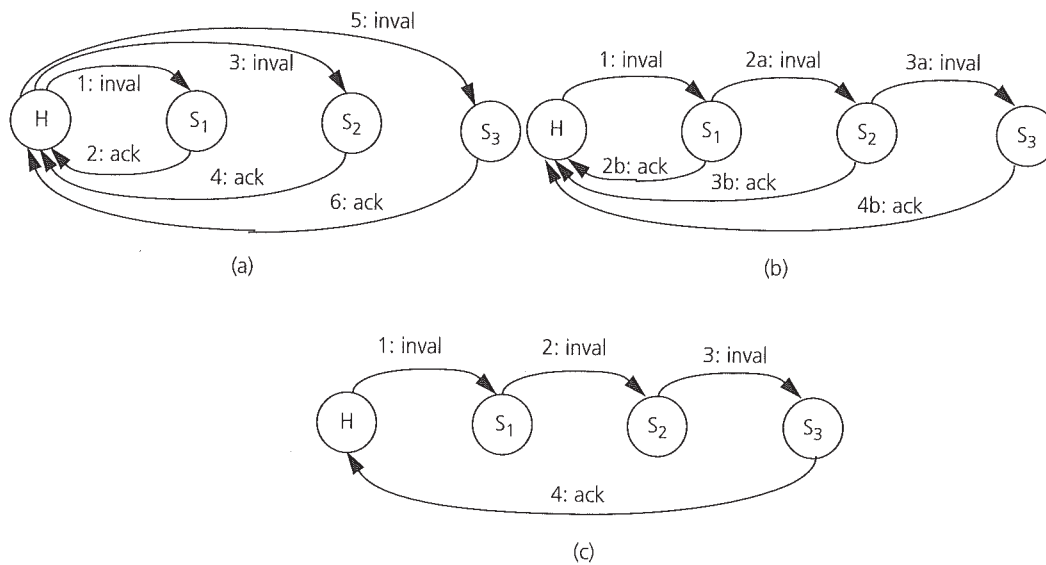 5: inval
3: inval
1: inval
H
S₁
S₂
S₃
2: ack
4: ack
6: ack
(a)
1: inval
2a: inval
3a: inval
H
S₁
S₂
S₃
2b: ack
3b: ack
4b: ack
(b)
1: inval
2: inval
3: inval
H
S₁
S₂
S₃
4: ack
(c)